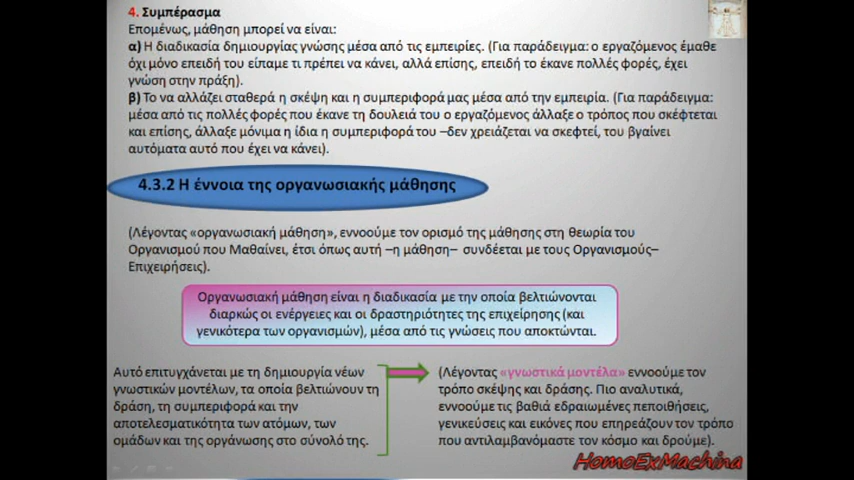 4. Συμπέρασμα
Επομένως, μάθηση μπορεί να είναι:
α) Η διαδικασία δημιουργίας γνώσης μέσα από τις εμπειρίες. (Για παράδειγμα: ο εργαζόμενος έμαθε
όχι μόνο επειδή του είπαμε τι πρέπει να κάνει, αλλά επίσης, επειδή το έκανε πολλές φορές, έχει
γνώση στην πράξη).
β) Το να αλλάζει σταθερά η σκέψη και η συμπεριφορά μας μέσα από την εμπειρία. (Για παράδειγμα:
μέσα από τις πολλές φορές που έκανε τη δουλειά του ο εργαζόμενος άλλαξε ο τρόπος που σκέφτεται
και επίσης, άλλαξε μόνιμα η ίδια η συμπεριφορά του –δεν χρειάζεται να σκεφτεί, του βγαίνει
αυτόματα αυτό που έχει να κάνει).
4.3.2 Η έννοια της οργανωσιακής μάθησης
(Λέγοντας «οργανωσιακή μάθηση», εννοούμε τον ορισμό της μάθησης στη θεωρία του
Οργανισμού που Μαθαίνει, έτσι όπως αυτή –η μάθηση– συνδέεται με τους Οργανισμούς–
Επιχειρήσεις).
Οργανωσιακή μάθηση είναι η διαδικασία με την οποία βελτιώνονται
διαρκώς οι ενέργειες και οι δραστηριότητες της επιχείρησης (και
γενικότερα των οργανισμών), μέσα από τις γνώσεις που αποκτώνται.
Αυτό επιτυγχάνεται με τη δημιουργία νέων
γνωστικών μοντέλων, τα οποία βελτιώνουν τη
δράση, τη συμπεριφορά και την
αποτελεσματικότητα των ατόμων, των
ομάδων και της οργάνωσης στο σύνολό της.
(Λέγοντας «γνωστικά μοντέλα» εννοούμε τον
τρόπο σκέψης και δράσης. Πιο αναλυτικά,
εννοούμε τις βαθιά εδραιωμένες πεποιθήσεις,
γενικεύσεις και εικόνες που επηρεάζουν τον τρόπο
που αντιλαμβανόμαστε τον κόσμο και δρούμε).
HomoExMachina